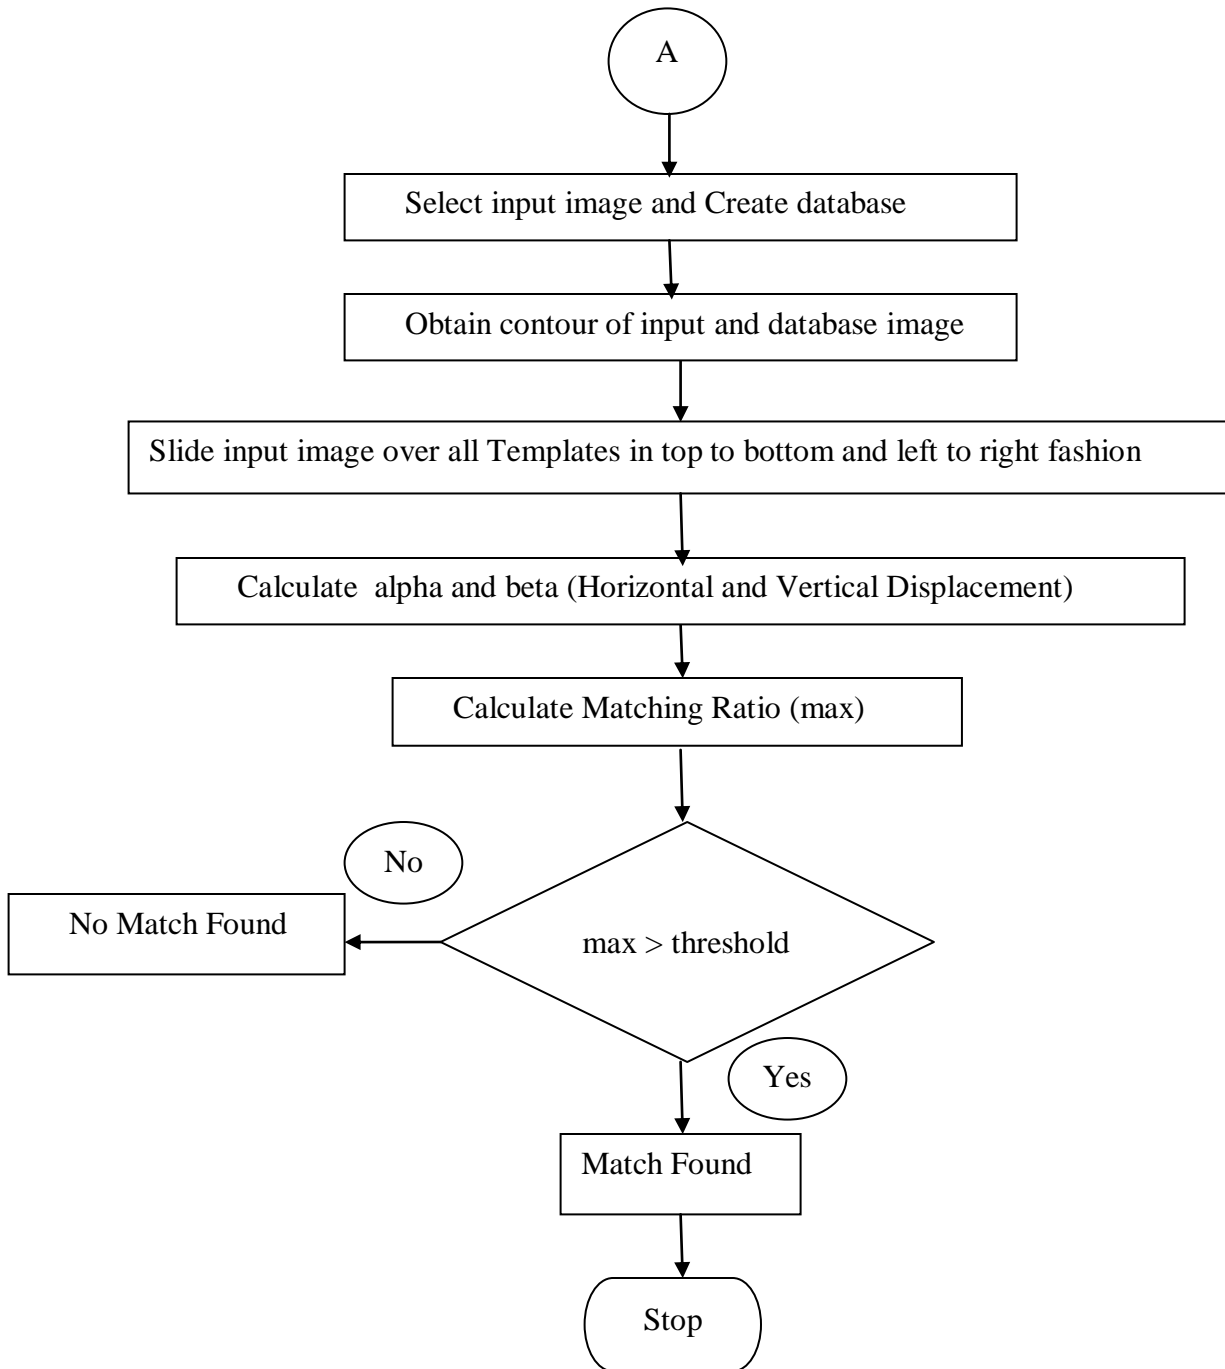 A
Select input image and Create database
Obtain contour of input and database image
Slide input image over all Templates in top to bottom and left to right fashion
Calculate  alpha and beta (Horizontal and Vertical Displacement)
Calculate Matching Ratio (max)
No
No Match Found
max > threshold
Yes
Match Found
Stop